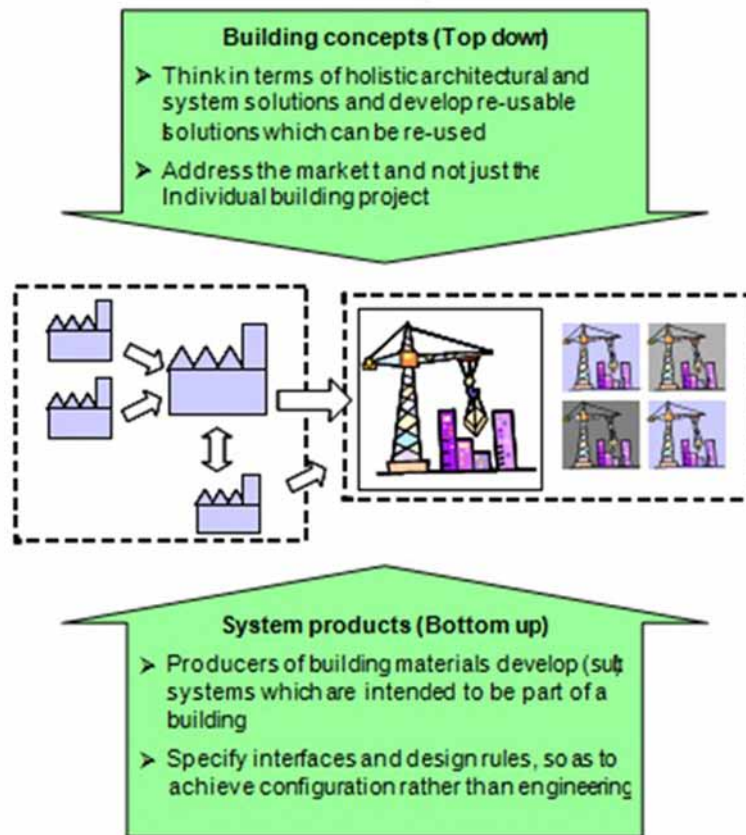 Building concepts (Top down)
➢ Think in terms of holistic architectural and
system solutions and develop re-usable
solutions which can be re-used
➢ Address the markett and not just the
Individual building project
System products (Bottom up)
➢ Producers of building materials develop (sub
systems which are intended to be part of a
building
➢ Specify interfaces and design rules, so as to
achieve configuration rather than engineering